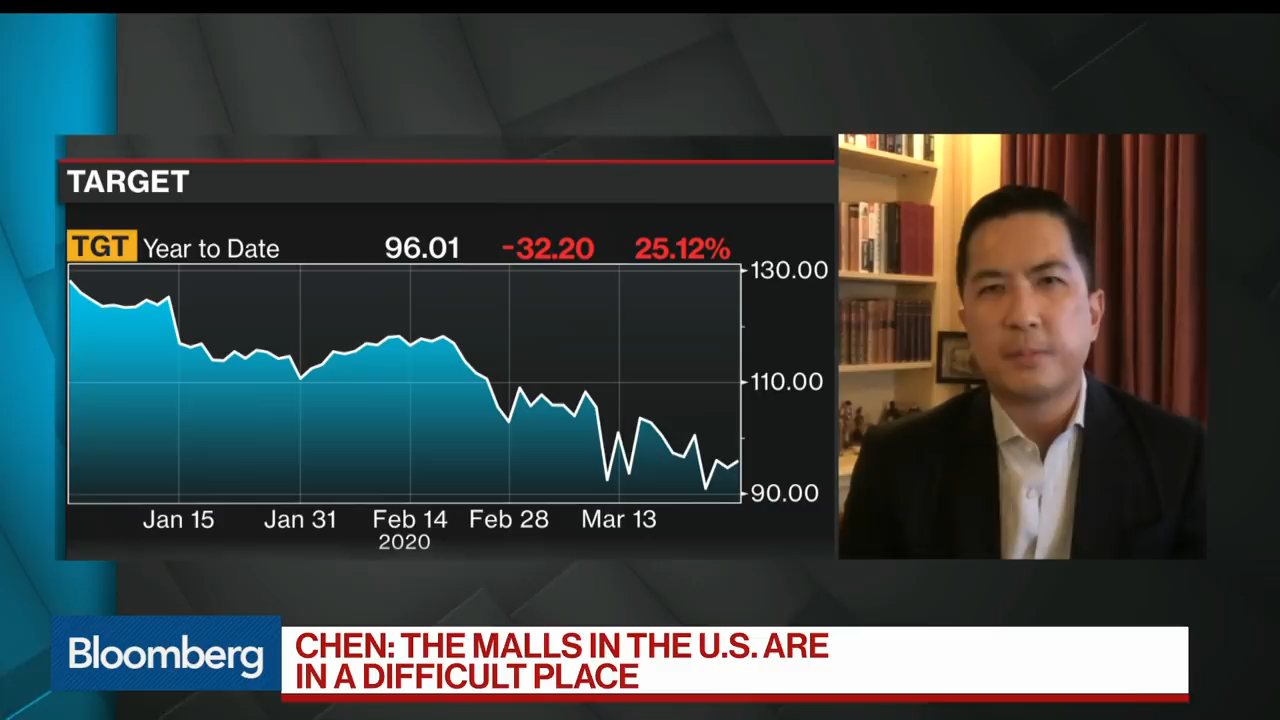 TARGET
TGT Year to Date 96.01 -32.20 25.12%
130.00
110.00
90.00
Jan 15 Jan 31 Feb 14 Feb 28 Mar 13
2020
Bloomberg
CHEN: THE MALLS IN THE U.S. ARE
IN A DIFFICULT PLACE